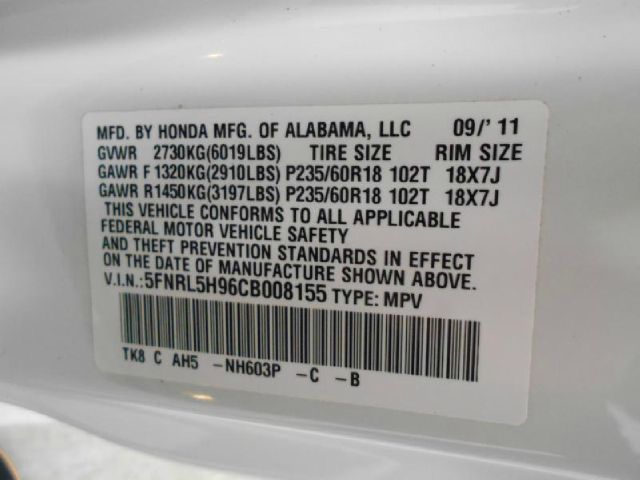 MFD. BY HONDA MFG. OF ALABAMA, LLC 09/'11
GVWR 2730KG(6019LBS) TIRE SIZE RIM SIZE
GAWR F 1320KG(2910LBS) P235/60R18 102T 18X7J
GAWR R 1450KG(3197LBS) P235/60R18 102T 18X7J
THIS VEHICLE CONFORMS TO ALL APPLICABLE
FEDERAL MOTOR VEHICLE SAFETY
AND THEFT PREVENTION STANDARDS IN EFFECT
ON THE DATE OF MANUFACTURE SHOWN ABOVE.
V.I.N.:5FNRL5H96CB008155 TYPE: MPV
TK8 C AH5 -NH603P -C -B